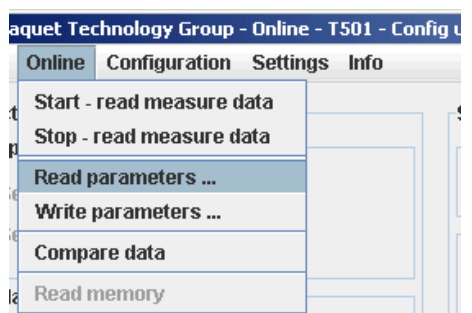 aquet Technology Group - Online - T501 - Config
Online Configuration Settings Info
Start - read measure data
Stop - read measure data
Read parameters ...
Write parameters ...
Compare data
Read memory